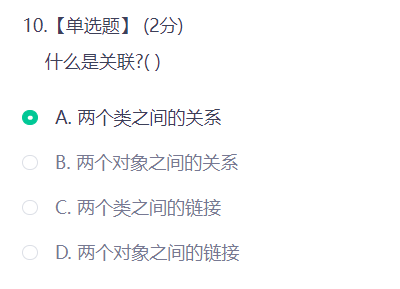 10.【单选题】 (2分)
什么是关联?( )
A. 两个类之间的关系
B. 两个对象之间的关系
C. 两个类之间的链接
D. 两个对象之间的链接